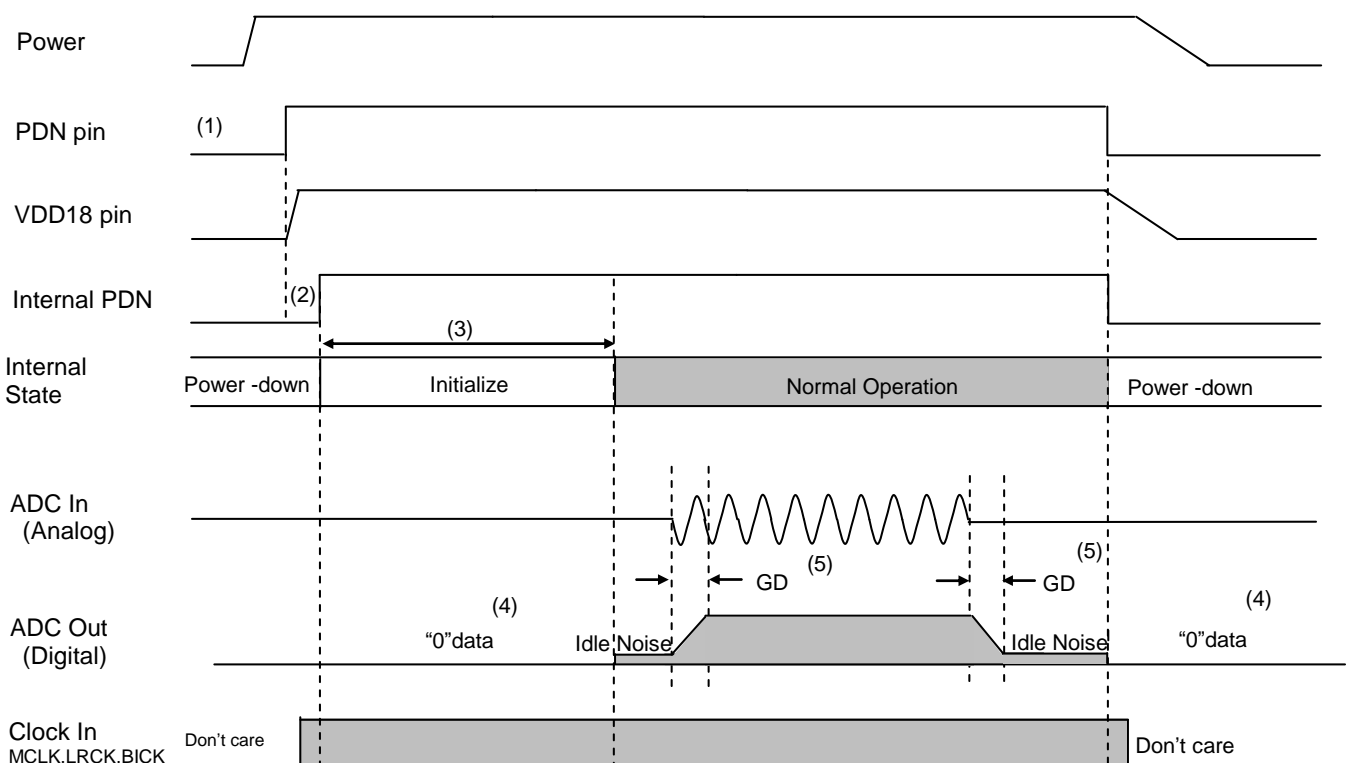 Power
PDN pin
(1)
VDD18 pin
Internal PDN
(2)
(3)
Internal
State
Power -down
Initialize
Normal Operation
Power -down
ADC In
(Analog)
(5)
GD
(5)
GD
ADC Out
(Digital)
(4)
“0”data
Idle Noise
Idle Noise
(4)
“0”data
Clock In
MCLK,LRCK,BICK
Don’t care
Don’t care